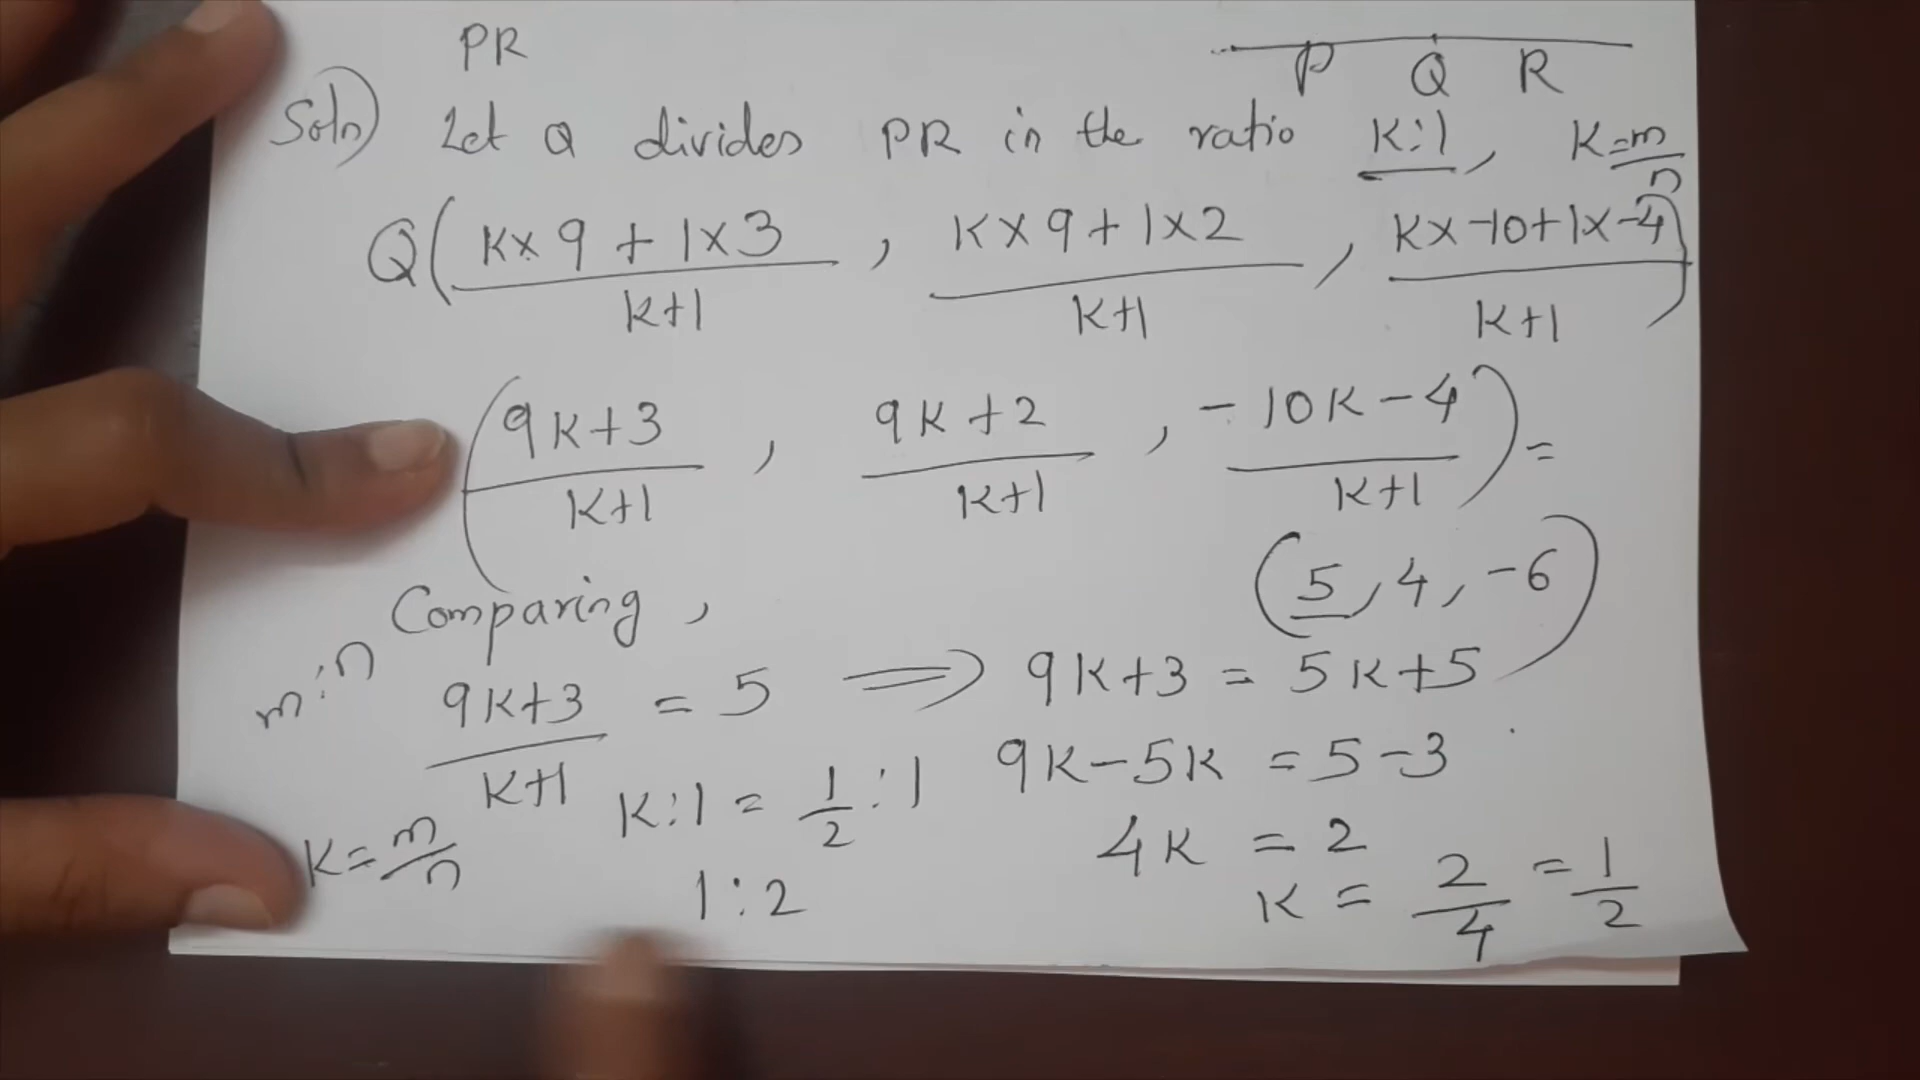 PR
P Q R
Soln) Let Q divides PR in the ratio K:1, K=m/n
Q((K×9+1×3)/(K+1), (K×9+1×2)/(K+1), (K×-10+1×-4)/(K+1))
((9K+3)/(K+1), (9K+2)/(K+1), (-10K-4)/(K+1)) =
(5, 4, -6)
Comparing,
m:n
(9K+3)/(K+1) = 5 ⟹ 9K+3 = 5K+5
9K-5K = 5-3
K:1 = 1/2 : 1
4K = 2
K=m/n
1:2
K = 2/4 = 1/2